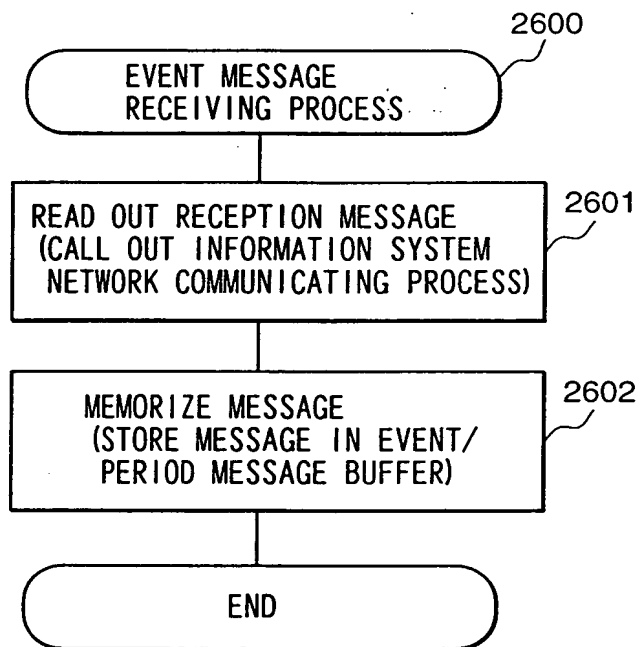 2600
EVENT MESSAGE
RECEIVING PROCESS
2601
READ OUT RECEPTION MESSAGE
(CALL OUT INFORMATION SYSTEM
NETWORK COMMUNICATING PROCESS)
2602
MEMORIZE MESSAGE
(STORE MESSAGE IN EVENT/
PERIOD MESSAGE BUFFER)
END